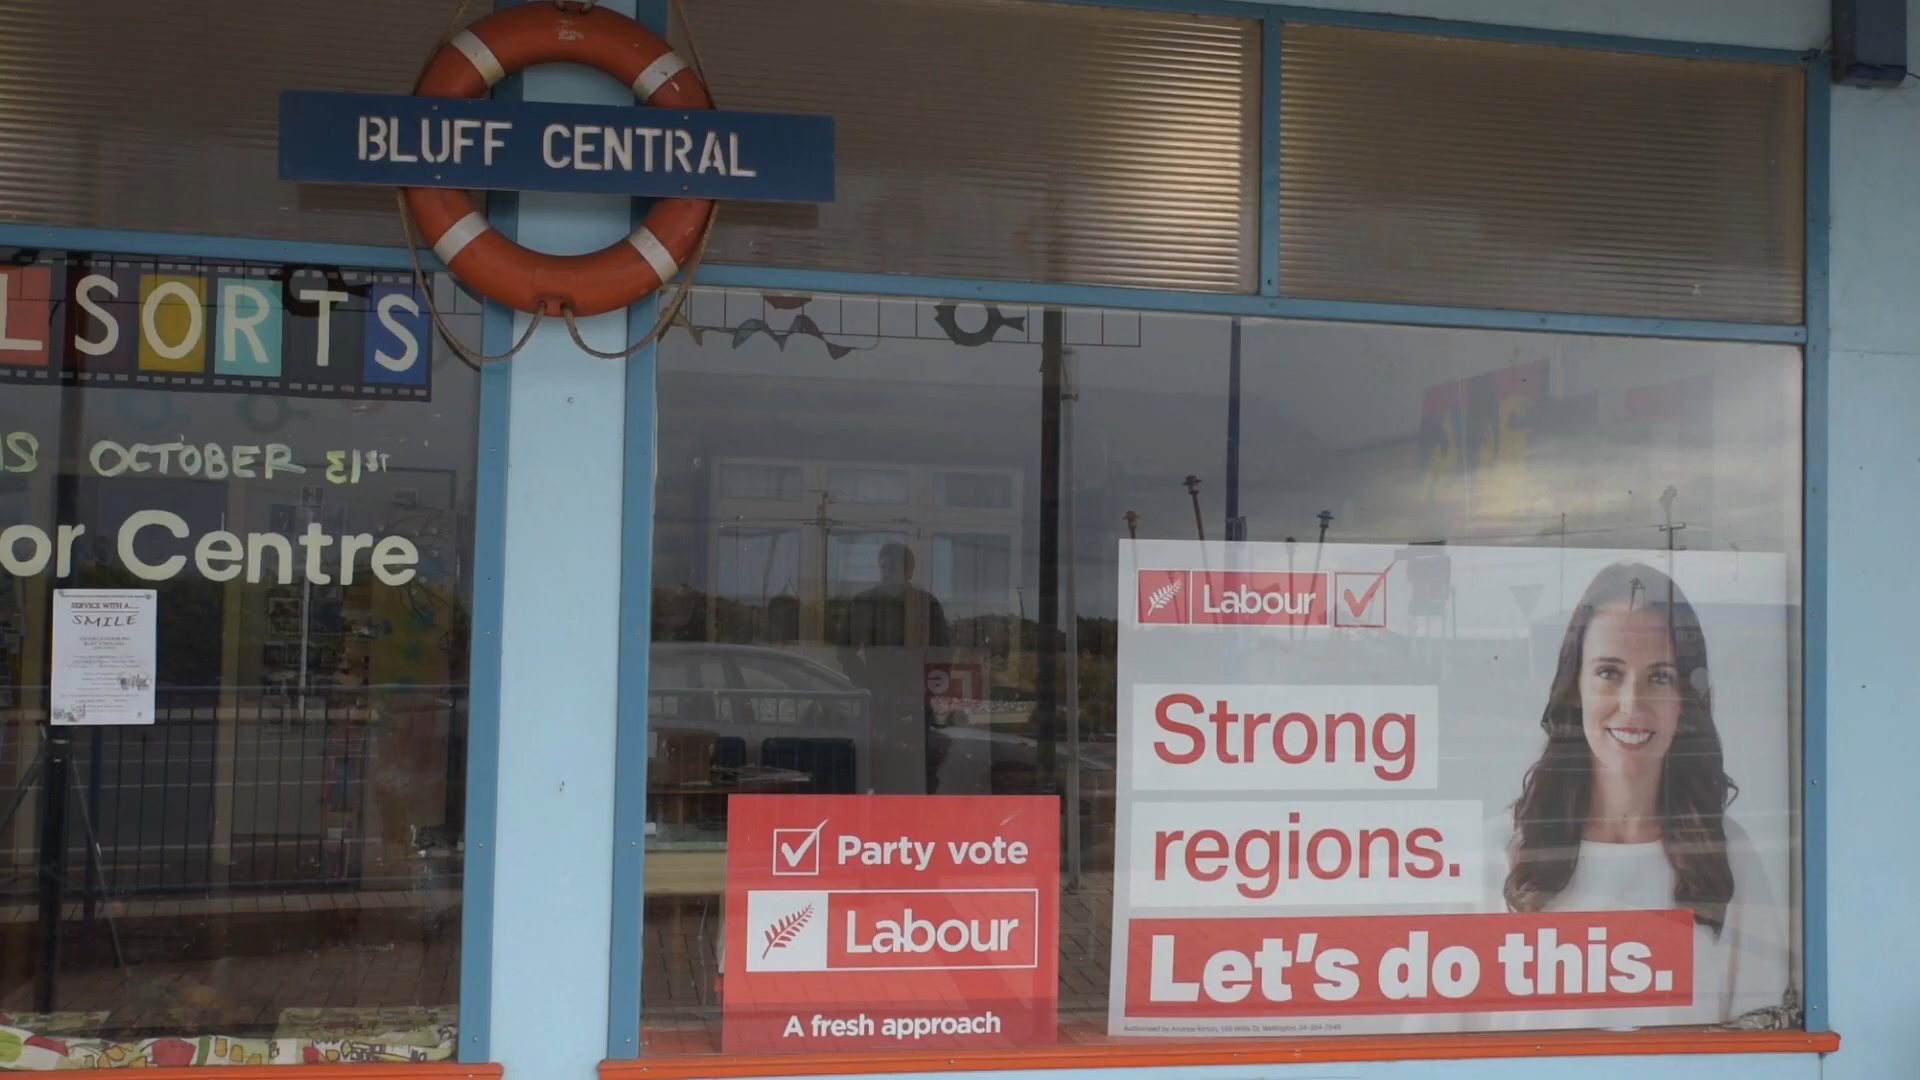 BLUFF CENTRAL
LSORTS
IS OCTOBER 21ST
or Centre
SERVICE WITH A....
SMILE
Party vote
Labour
A fresh approach
Labour
Strong
regions.
Let's do this.